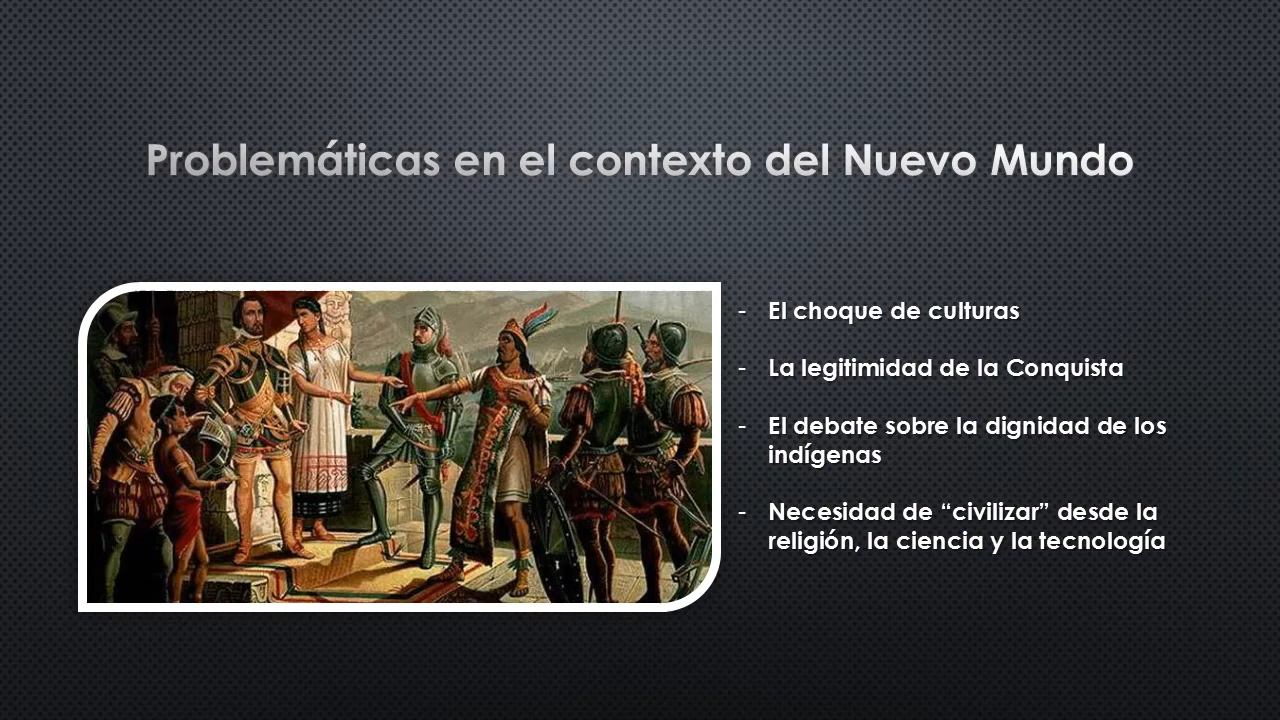 Problemáticas en el contexto del Nuevo Mundo
- El choque de culturas
- La legitimidad de la Conquista
- El debate sobre la dignidad de los
indígenas
- Necesidad de “civilizar” desde la
religión, la ciencia y la tecnología